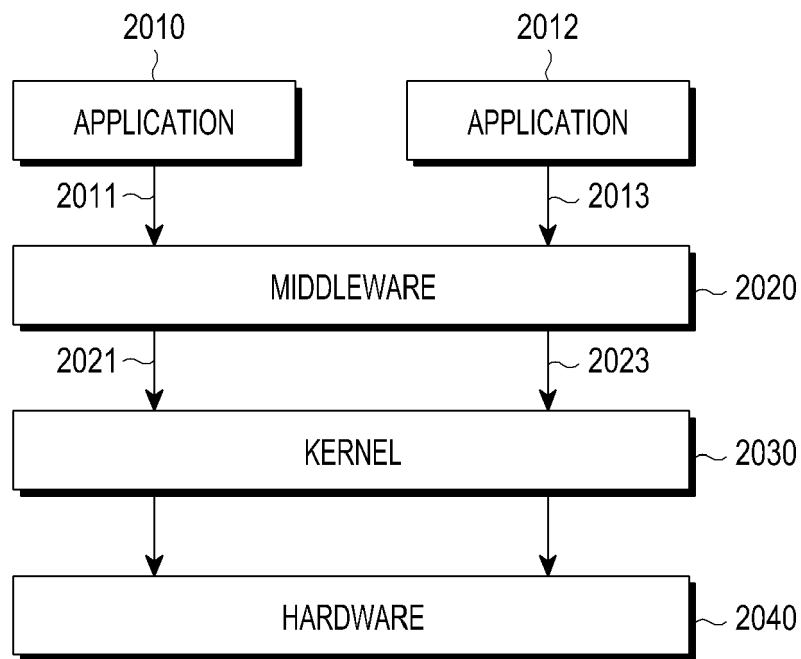 2010 2012
APPLICATION APPLICATION
2011 2013
MIDDLEWARE 2020
2021 2023
KERNEL 2030
HARDWARE 2040